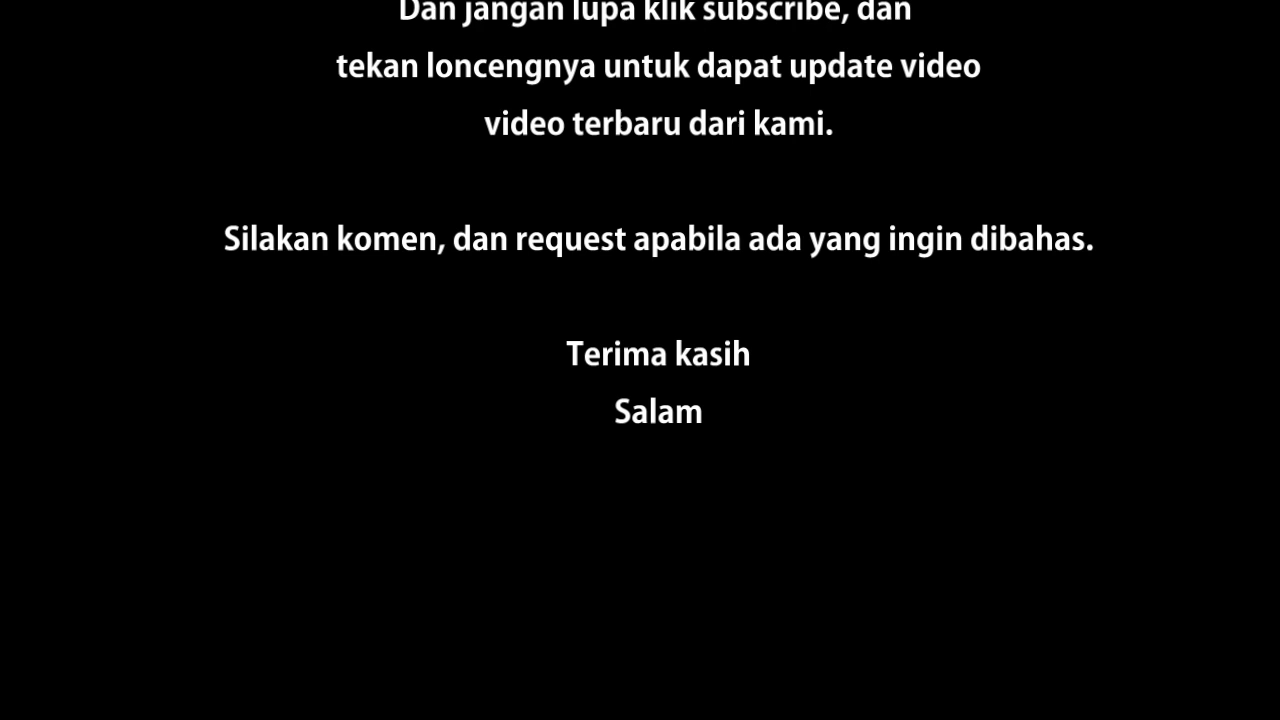 Dan jangan lupa klik subscribe, dan
tekan loncengnya untuk dapat update video
video terbaru dari kami.
Silakan komen, dan request apabila ada yang ingin dibahas.
Terima kasih
Salam